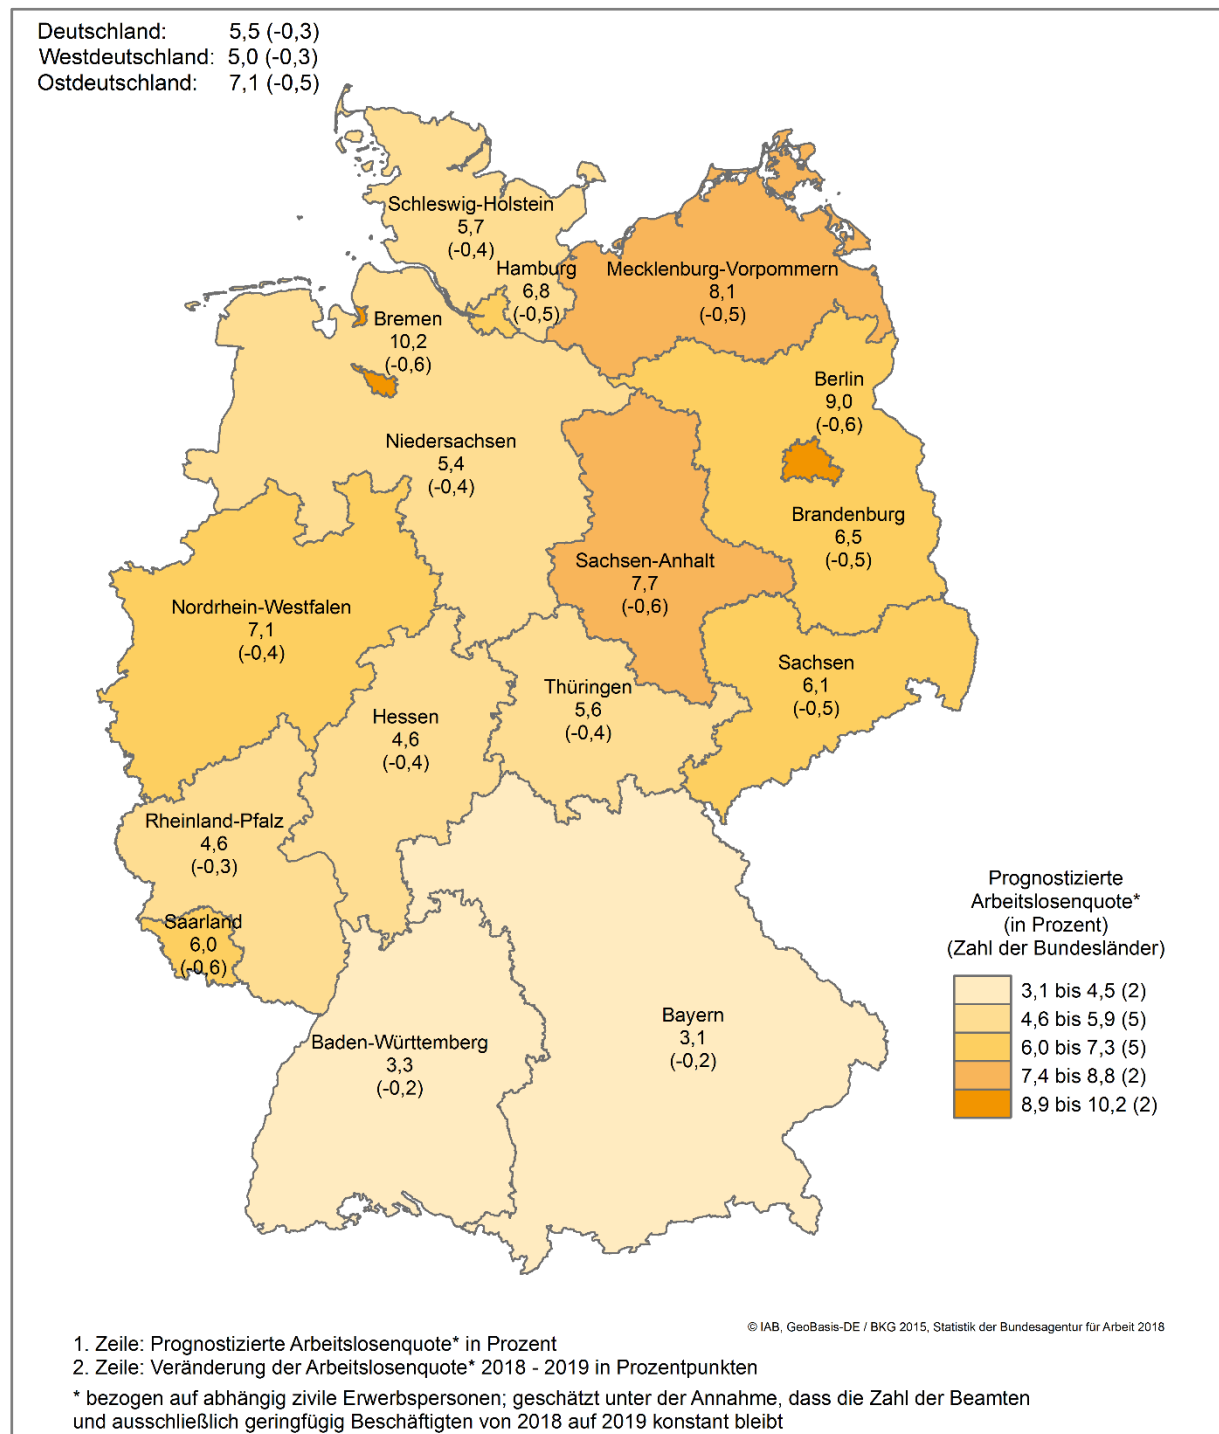 Deutschland: 5,5 (-0,3)
Westdeutschland: 5,0 (-0,3)
Ostdeutschland: 7,1 (-0,5)
Schleswig-Holstein
5,7
(-0,4)
Hamburg
6,8
(-0,5)
Mecklenburg-Vorpommern
8,1
(-0,5)
Bremen
10,2
(-0,6)
Berlin
9,0
(-0,6)
Niedersachsen
5,4
(-0,4)
Brandenburg
6,5
(-0,5)
Sachsen-Anhalt
7,7
(-0,6)
Nordrhein-Westfalen
7,1
(-0,4)
Sachsen
6,1
(-0,5)
Thüringen
5,6
(-0,4)
Hessen
4,6
(-0,4)
Rheinland-Pfalz
4,6
(-0,3)
Saarland
6,0
(-0,6)
Bayern
3,1
(-0,2)
Baden-Württemberg
3,3
(-0,2)
Prognostizierte
Arbeitslosenquote*
(in Prozent)
(Zahl der Bundesländer)
3,1 bis 4,5 (2)
4,6 bis 5,9 (5)
6,0 bis 7,3 (5)
7,4 bis 8,8 (2)
8,9 bis 10,2 (2)
© IAB, GeoBasis-DE / BKG 2015, Statistik der Bundesagentur für Arbeit 2018
1. Zeile: Prognostizierte Arbeitslosenquote* in Prozent
2. Zeile: Veränderung der Arbeitslosenquote* 2018 - 2019 in Prozentpunkten
* bezogen auf abhängig zivile Erwerbspersonen; geschätzt unter der Annahme, dass die Zahl der Beamten
und ausschließlich geringfügig Beschäftigten von 2018 auf 2019 konstant bleibt